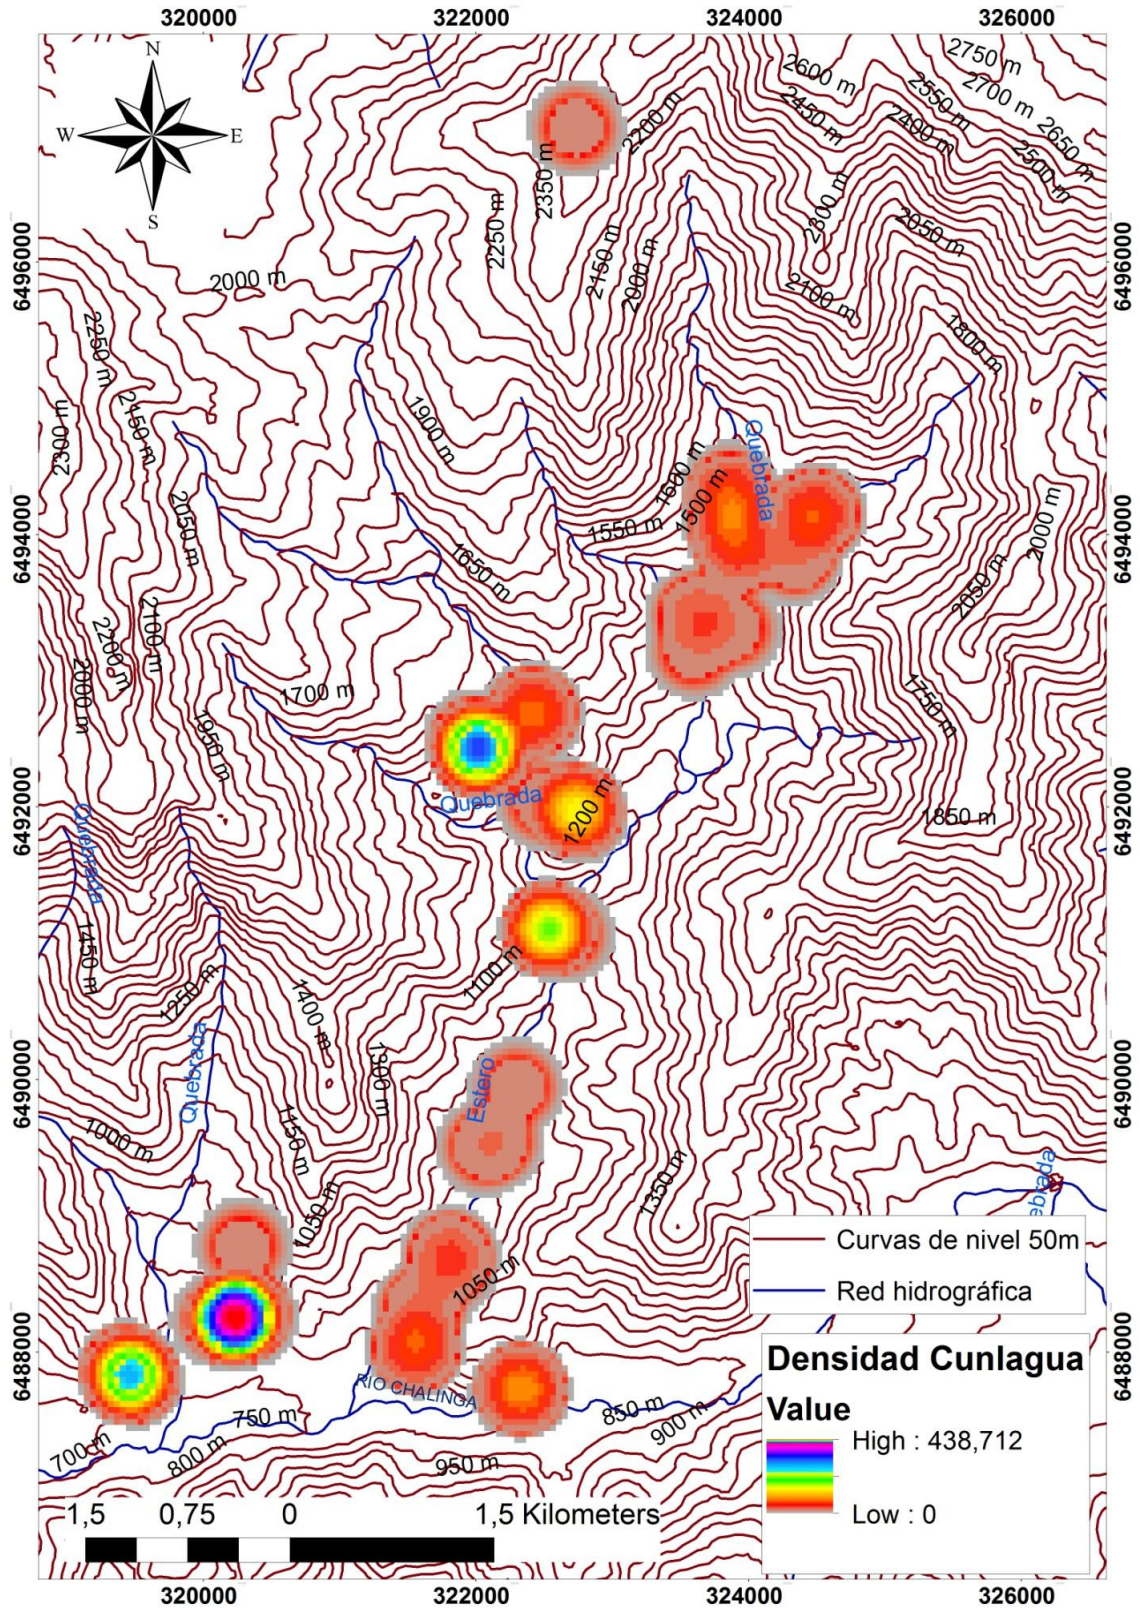 320000 322000 324000 326000
N
W E
S
2750 m
2600 m
2700 m
2550 m
2450 m
2400 m
2650 m
2500 m
2200 m
2350 m
2300 m
2050 m
2250 m
2150 m
2000 m
2100 m
2000 m
1800 m
2250 m
2150 m
2300 m
1900 m
Quebrada
1600 m
1500 m
1550 m
2050 m
2000 m
1650 m
2050 m
2100 m
2200 m
2000 m
1700 m
1950 m
1750 m
Quebrada
1200 m
1850 m
Quebrada
1450 m
1250 m
1100 m
1400 m
1300 m
Quebrada
Estero
1000 m
1150 m
1050 m
1350 m
ebrada
1050 m
RIO CHALINGA
750 m
850 m
900 m
700 m
800 m
950 m
6496000
6494000
6492000
6490000
6488000
6496000
6494000
6492000
6490000
6488000
Curvas de nivel 50m
Red hidrográfica
Densidad Cunlagua
Value
High : 438,712
Low : 0
1,5 0,75 0 1,5 Kilometers
320000 322000 324000 326000